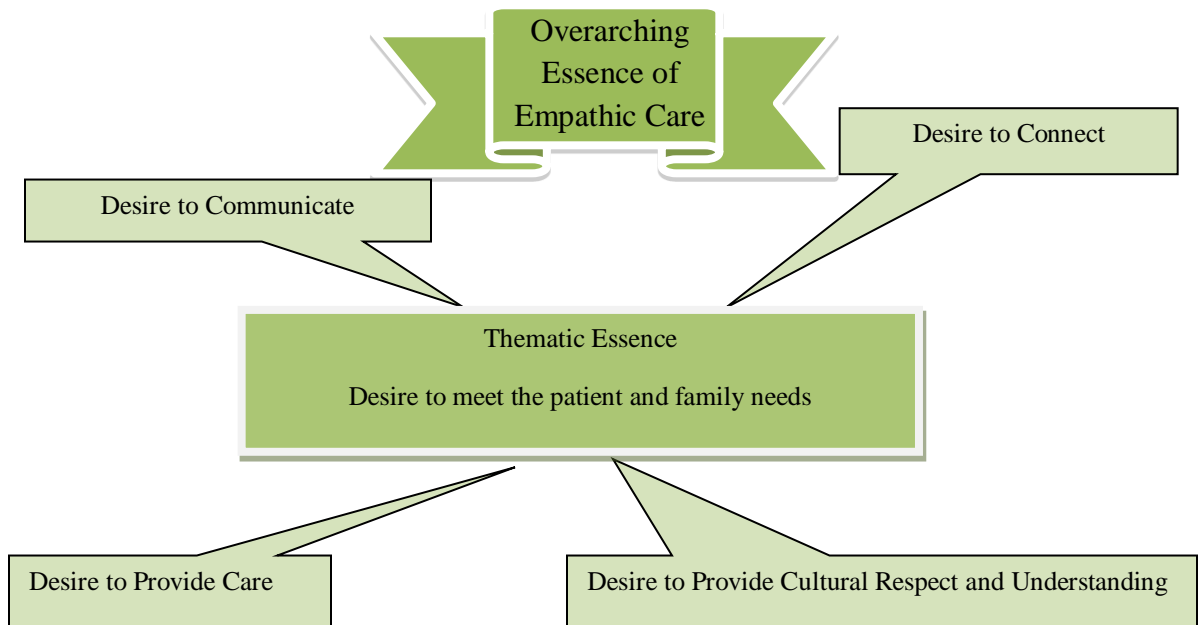 Overarching
Essence of
Empathic Care
Desire to Connect
Desire to Communicate
Thematic Essence
Desire to meet the patient and family needs
Desire to Provide Care
Desire to Provide Cultural Respect and Understanding